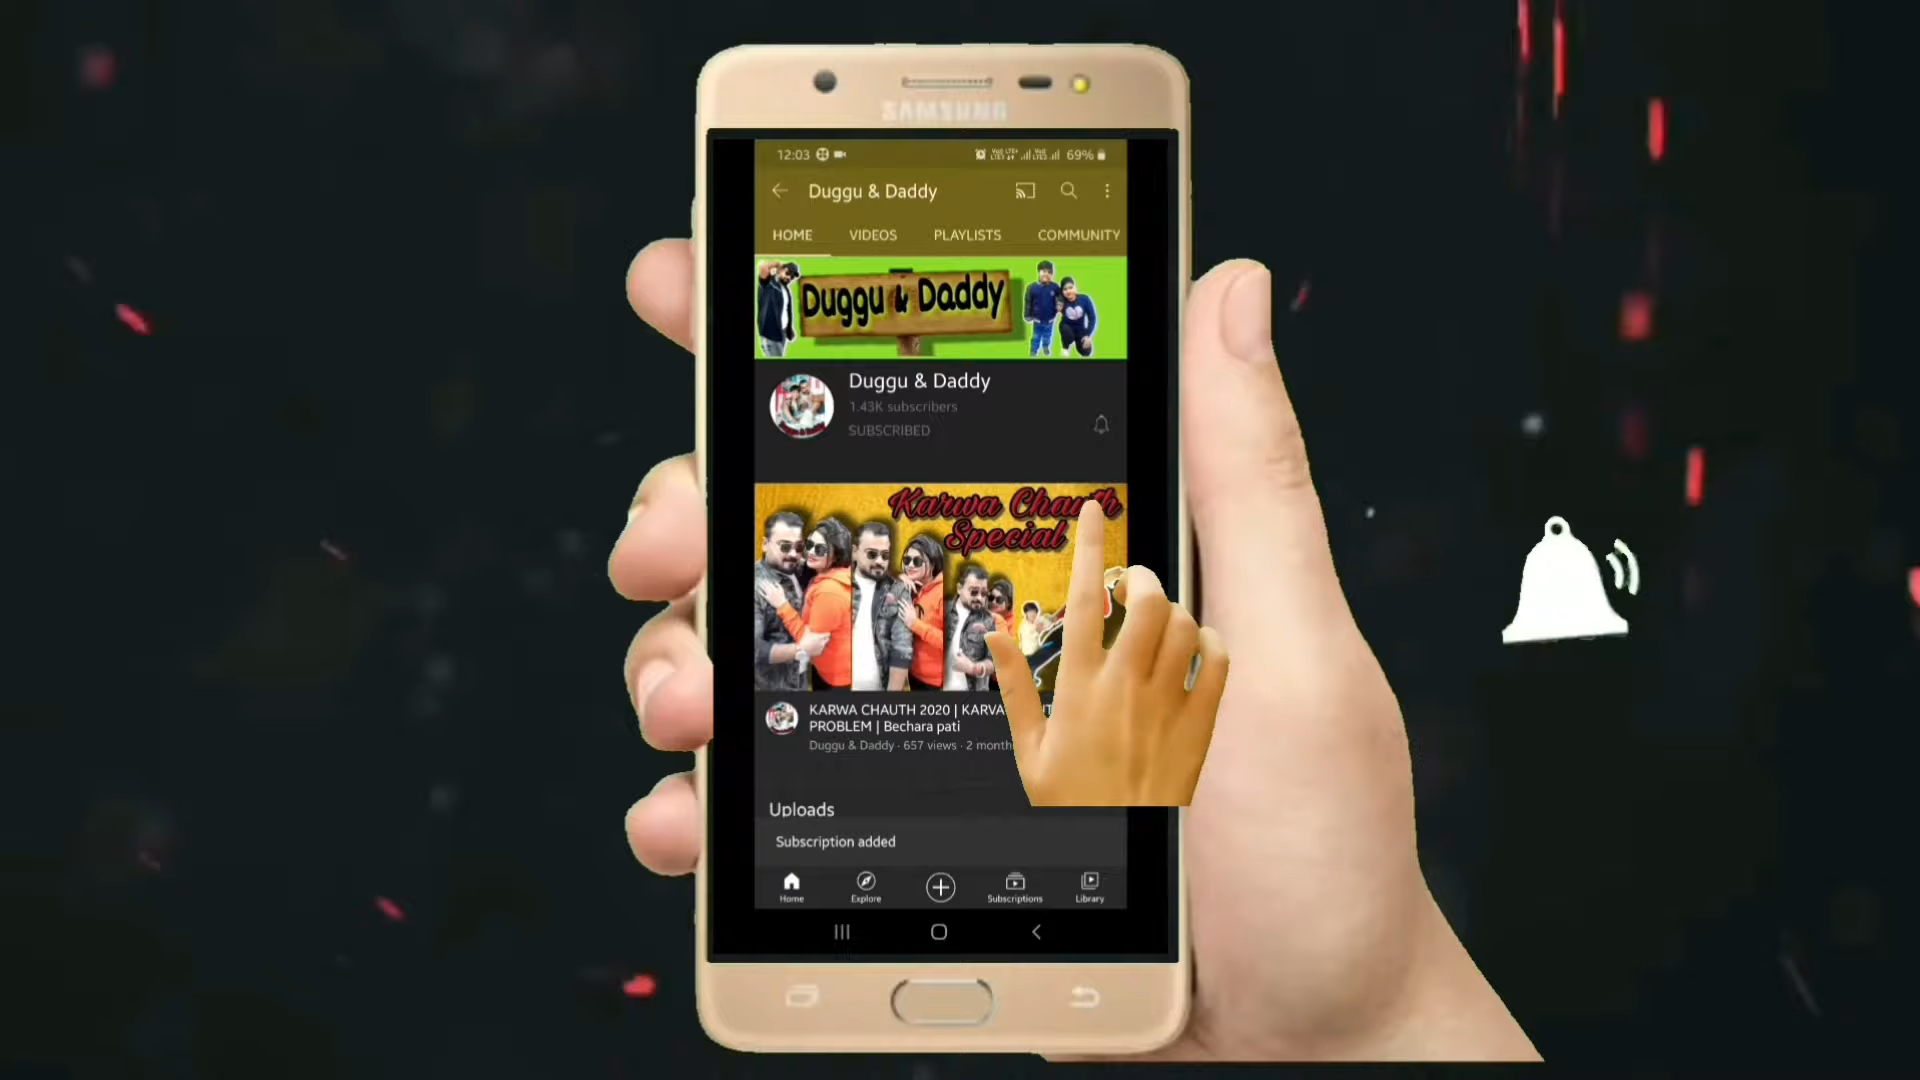 SAMSUNG
12:03 69%
Duggu & Daddy
HOME VIDEOS PLAYLISTS COMMUNITY
Duggu & Daddy
Duggu & Daddy
1.43K subscribers
SUBSCRIBED
Karwa Chauth
Special
KARWA CHAUTH 2020 | KARVA
PROBLEM | Bechara pati
Duggu & Daddy · 657 views · 2
Uploads
Subscription added
Home Explore Subscriptions Library